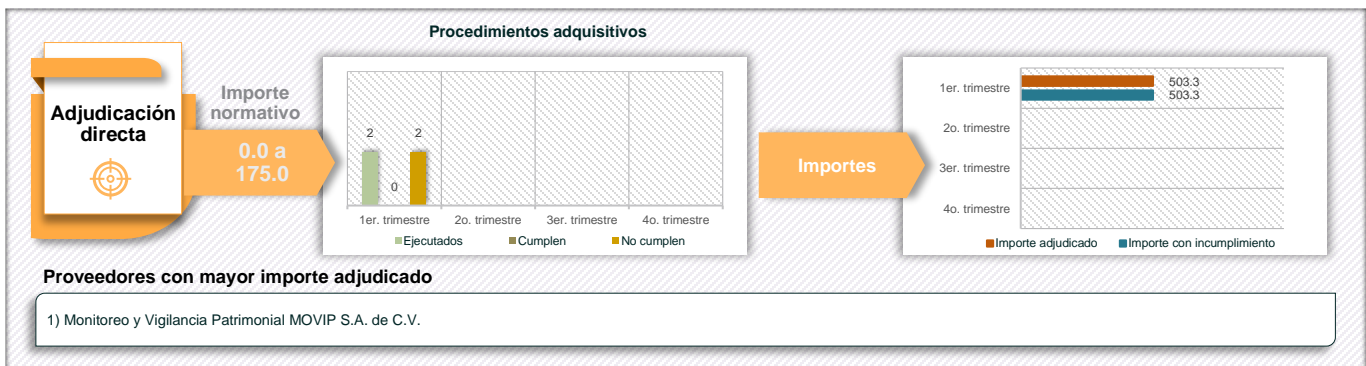 Procedimientos adquisitivos
Adjudicación
directa
Importe
normativo
0.0 a
175.0
2
0
2
1er. trimestre
2o. trimestre
3er. trimestre
4o. trimestre
Ejecutados
Cumplen
No cumplen
Importes
1er. trimestre
503.3
503.3
2o. trimestre
3er. trimestre
4o. trimestre
Importe adjudicado
Importe con incumplimiento
Proveedores con mayor importe adjudicado
1) Monitoreo y Vigilancia Patrimonial MOVIP S.A. de C.V.